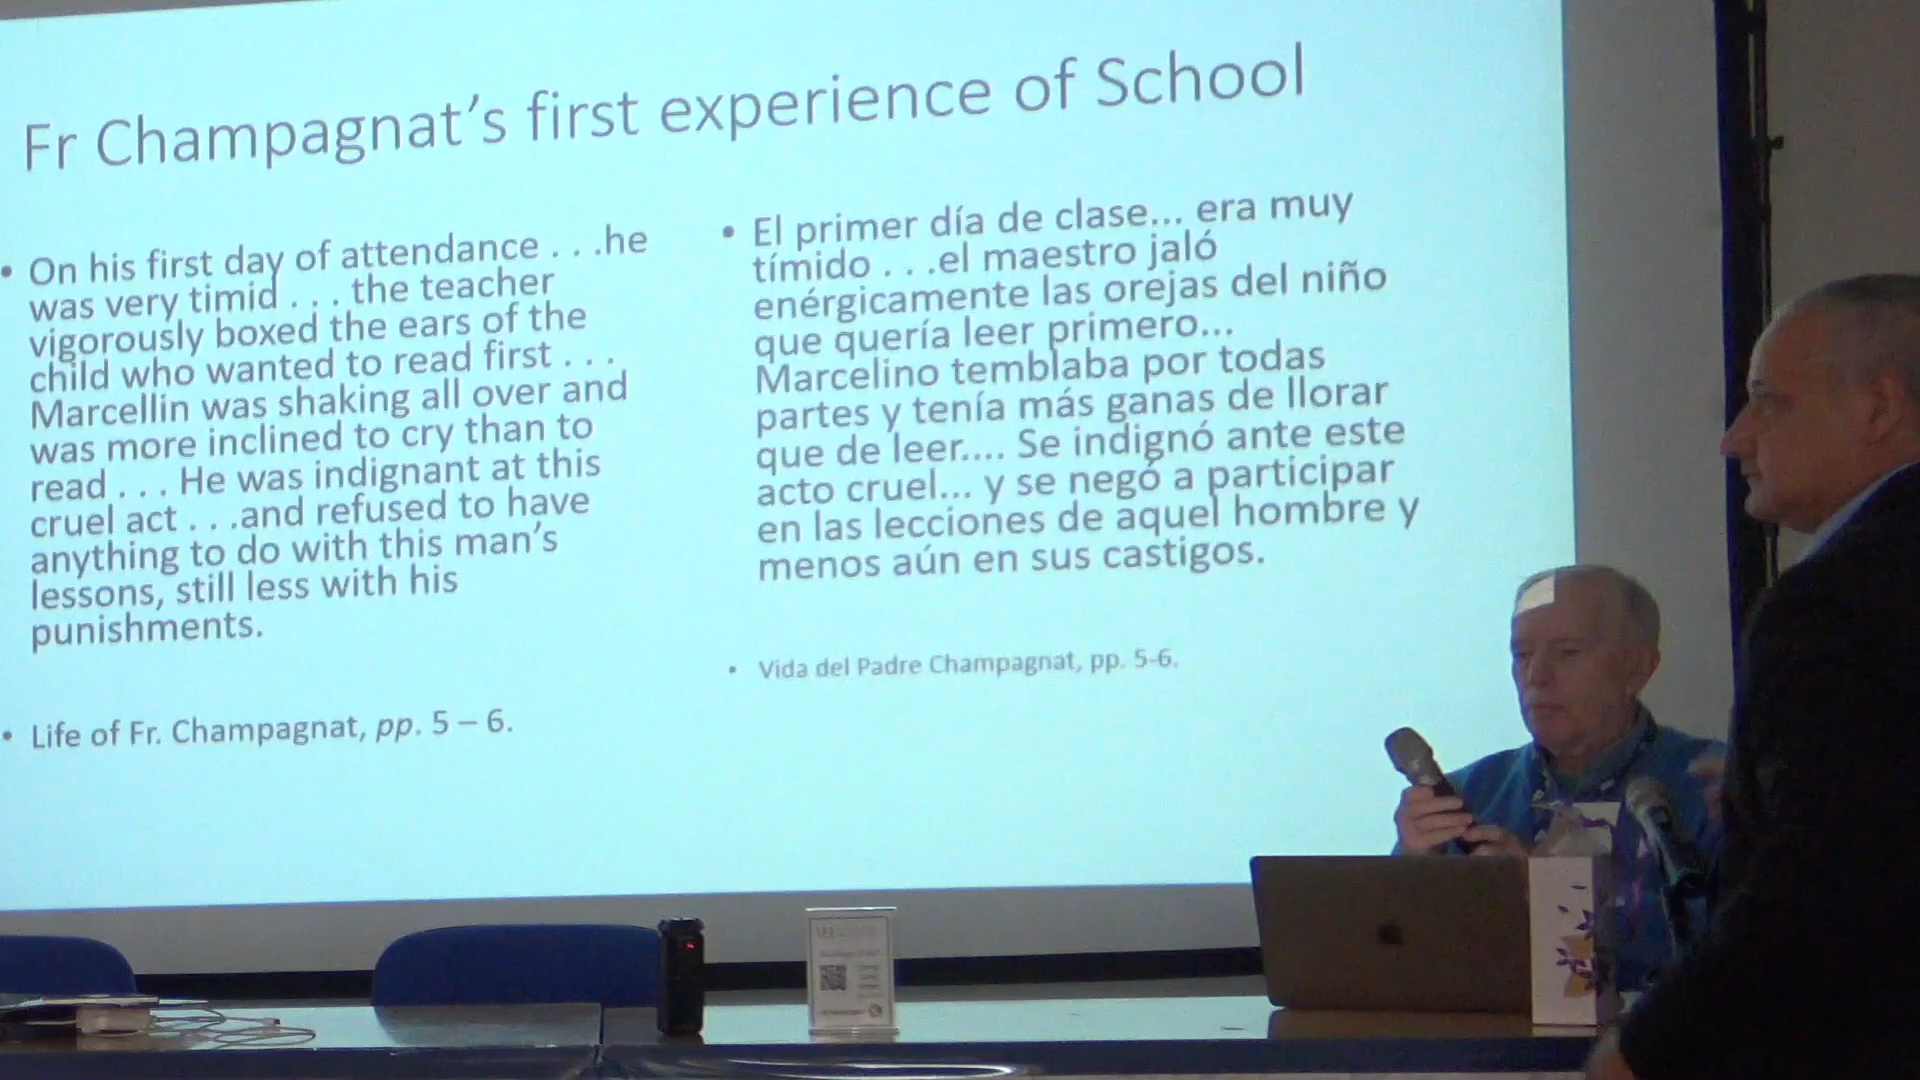 Fr Champagnat's first experience of School
• On his first day of attendance . . .he
was very timid . . . the teacher
vigorously boxed the ears of the
child who wanted to read first . . .
Marcellin was shaking all over and
was more inclined to cry than to
read . . . He was indignant at this
cruel act . . .and refused to have
anything to do with this man's
lessons, still less with his
punishments.
• Life of Fr. Champagnat, pp. 5 – 6.
• El primer día de clase... era muy
tímido . . .el maestro jaló
enérgicamente las orejas del niño
que quería leer primero...
Marcelino temblaba por todas
partes y tenía más ganas de llorar
que de leer.... Se indignó ante este
acto cruel... y se negó a participar
en las lecciones de aquel hombre y
menos aún en sus castigos.
• Vida del Padre Champagnat, pp. 5-6.